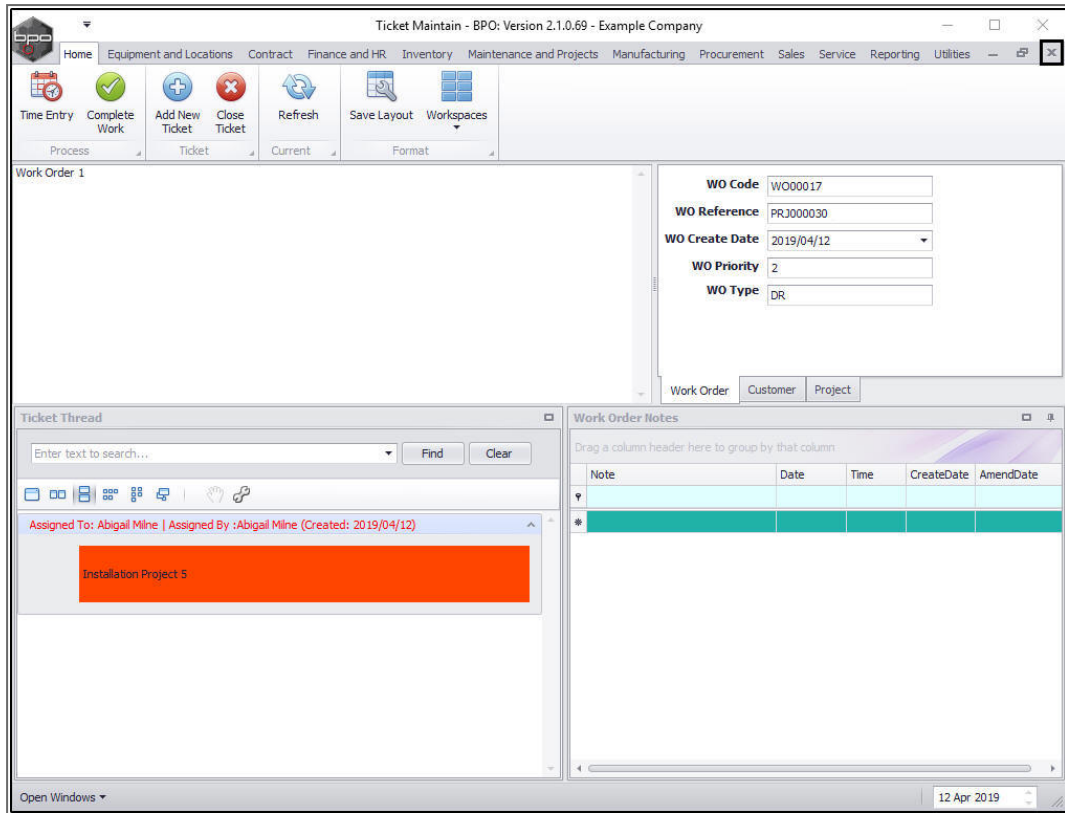 Ticket Maintain - BPO: Version 2.1.0.69 - Example Company
bpo
Home Equipment and Locations Contract Finance and HR Inventory Maintenance and Projects Manufacturing Procurement Sales Service Reporting Utilities
Time Entry Complete Work Add New Ticket Close Ticket Refresh Save Layout Workspaces
Process Ticket Current Format
Work Order 1
WO Code WO00017
WO Reference PRJ000030
WO Create Date 2019/04/12
WO Priority 2
WO Type DR
Work Order Customer Project
Ticket Thread
Enter text to search... Find Clear
Assigned To: Abigail Milne | Assigned By :Abigail Milne (Created: 2019/04/12)
Installation Project 5
Work Order Notes
Drag a column header here to group by that column
Note Date Time CreateDate AmendDate
Open Windows 12 Apr 2019